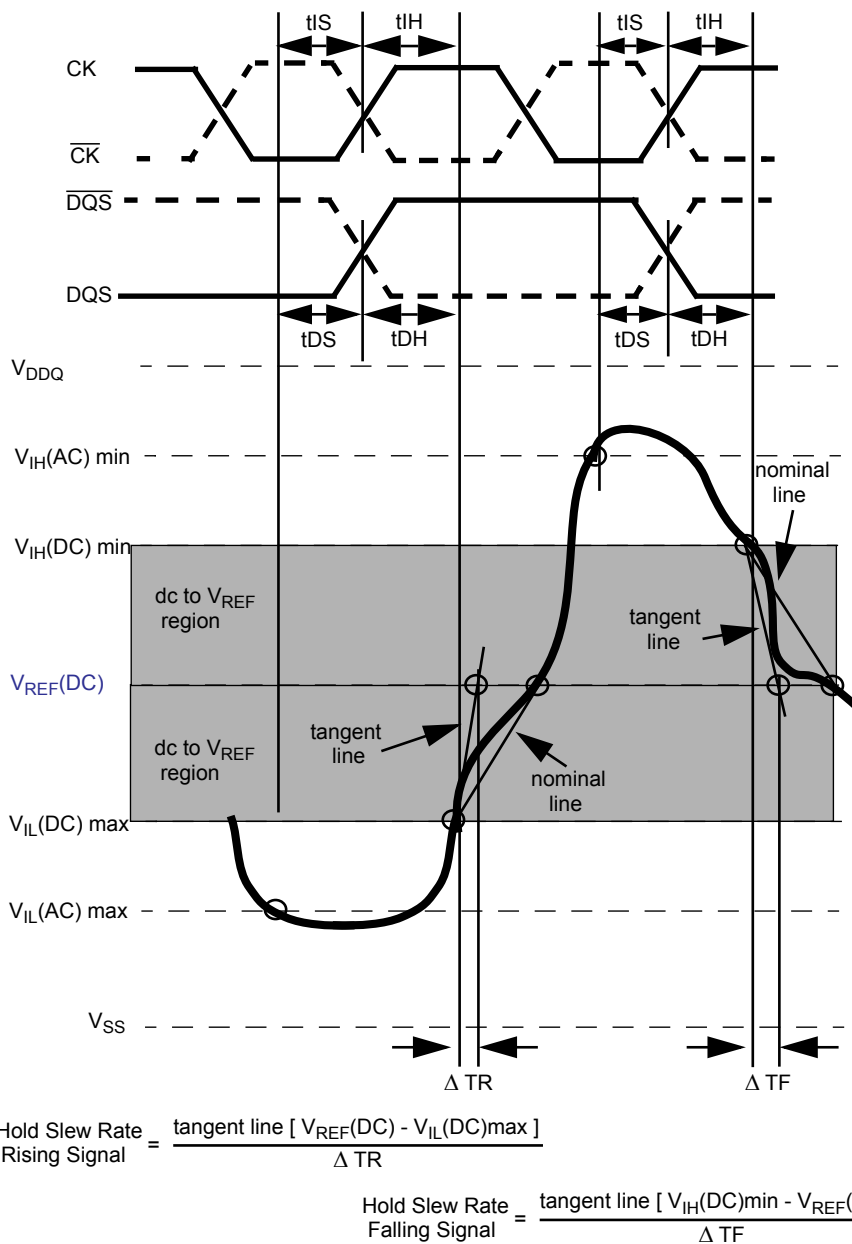 tIS tIH tIS tIH
CK
CK
DQS
DQS
tDS tDH tDS tDH
VDDQ
VIH(AC) min
nominal
line
VIH(DC) min
dc to VREF
region
tangent
line
VREF(DC)
tangent
line
dc to VREF
region
nominal
line
VIL(DC) max
VIL(AC) max
VSS
Δ TR Δ TF
Hold Slew Rate
Rising Signal = tangent line [ VREF(DC) - VIL(DC)max ]
Δ TR
Hold Slew Rate
Falling Signal = tangent line [ VIH(DC)min - VREF(
Δ TF